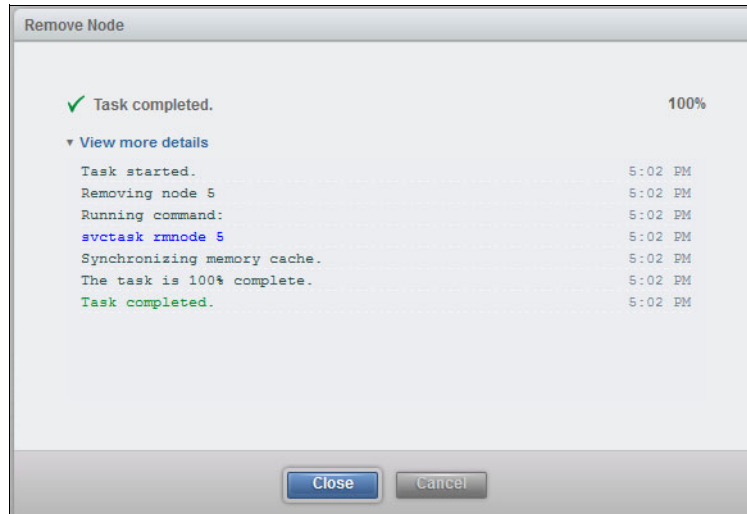 Remove Node
Task completed. 100%
View more details
Task started. 5:02 PM
Removing node 5 5:02 PM
Running command: 5:02 PM
svctask rmnode 5 5:02 PM
Synchronizing memory cache. 5:02 PM
The task is 100% complete. 5:02 PM
Task completed. 5:02 PM
Close Cancel